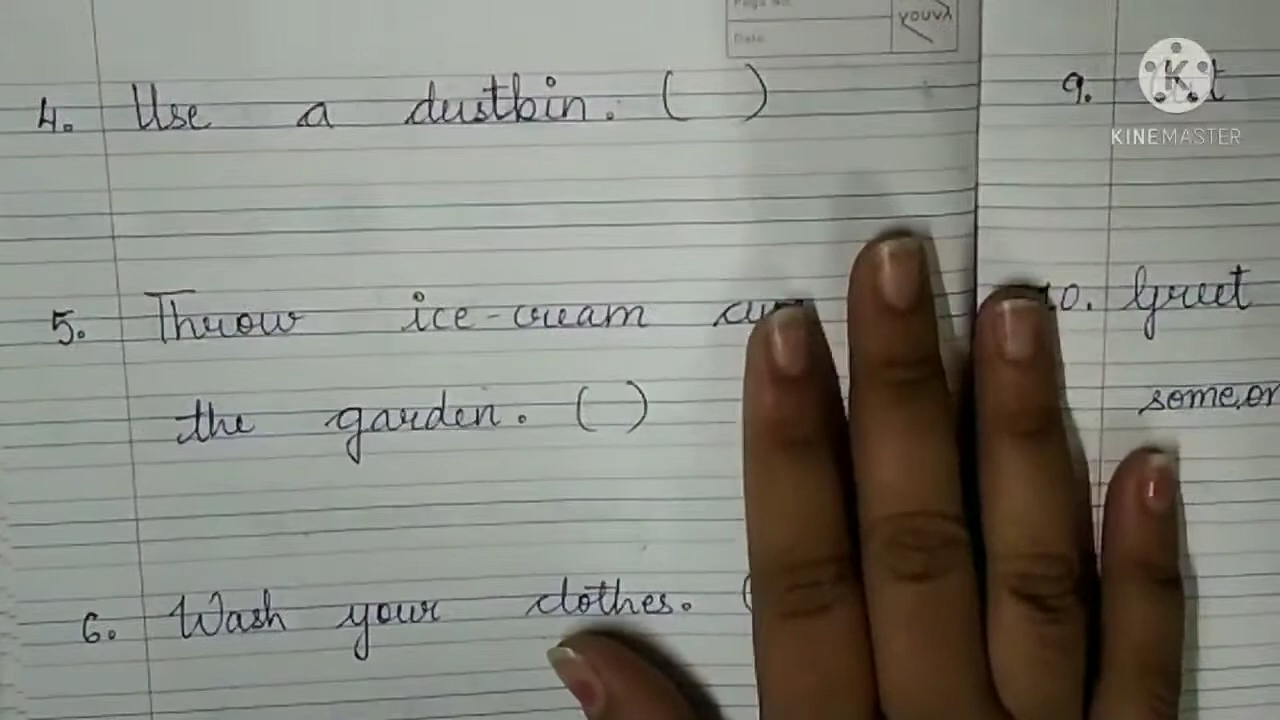 Page No.
Date
YOUVA
4. Use a dustbin. ( )
5. Throw ice-cream
the garden. ( )
6. Wash your clothes. (
9.
10. Greet
someon
KINEMASTER